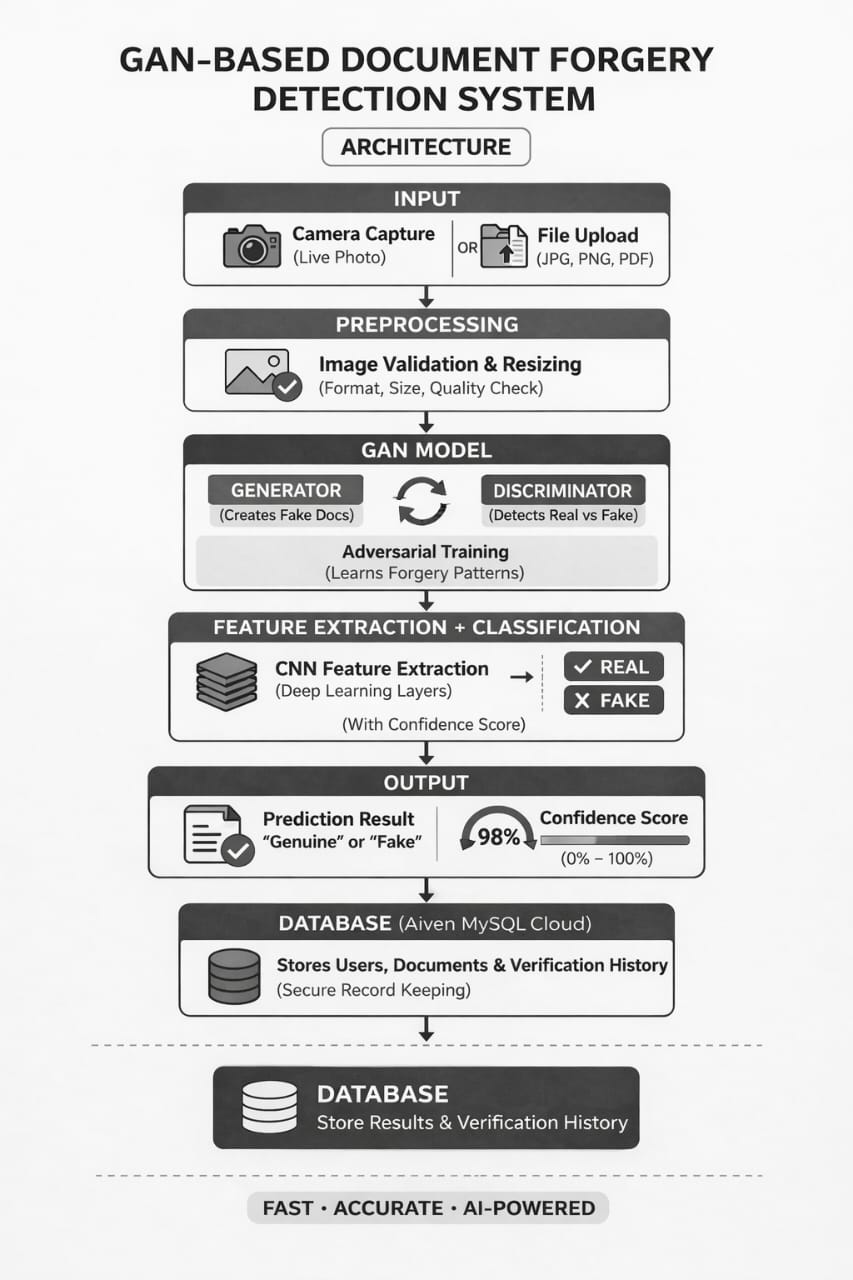 GAN-BASED DOCUMENT FORGERY
DETECTION SYSTEM
ARCHITECTURE
INPUT
Camera Capture
(Live Photo)
OR
File Upload
(JPG, PNG, PDF)
PREPROCESSING
Image Validation & Resizing
(Format, Size, Quality Check)
GAN MODEL
GENERATOR
(Creates Fake Docs)
DISCRIMINATOR
(Detects Real vs Fake)
Adversarial Training
(Learns Forgery Patterns)
FEATURE EXTRACTION + CLASSIFICATION
CNN Feature Extraction
(Deep Learning Layers)
REAL
FAKE
(With Confidence Score)
OUTPUT
Prediction Result
“Genuine” or “Fake”
98%
Confidence Score
(0% – 100%)
DATABASE (Aiven MySQL Cloud)
Stores Users, Documents & Verification History
(Secure Record Keeping)
DATABASE
Store Results & Verification History
FAST · ACCURATE · AI-POWERED